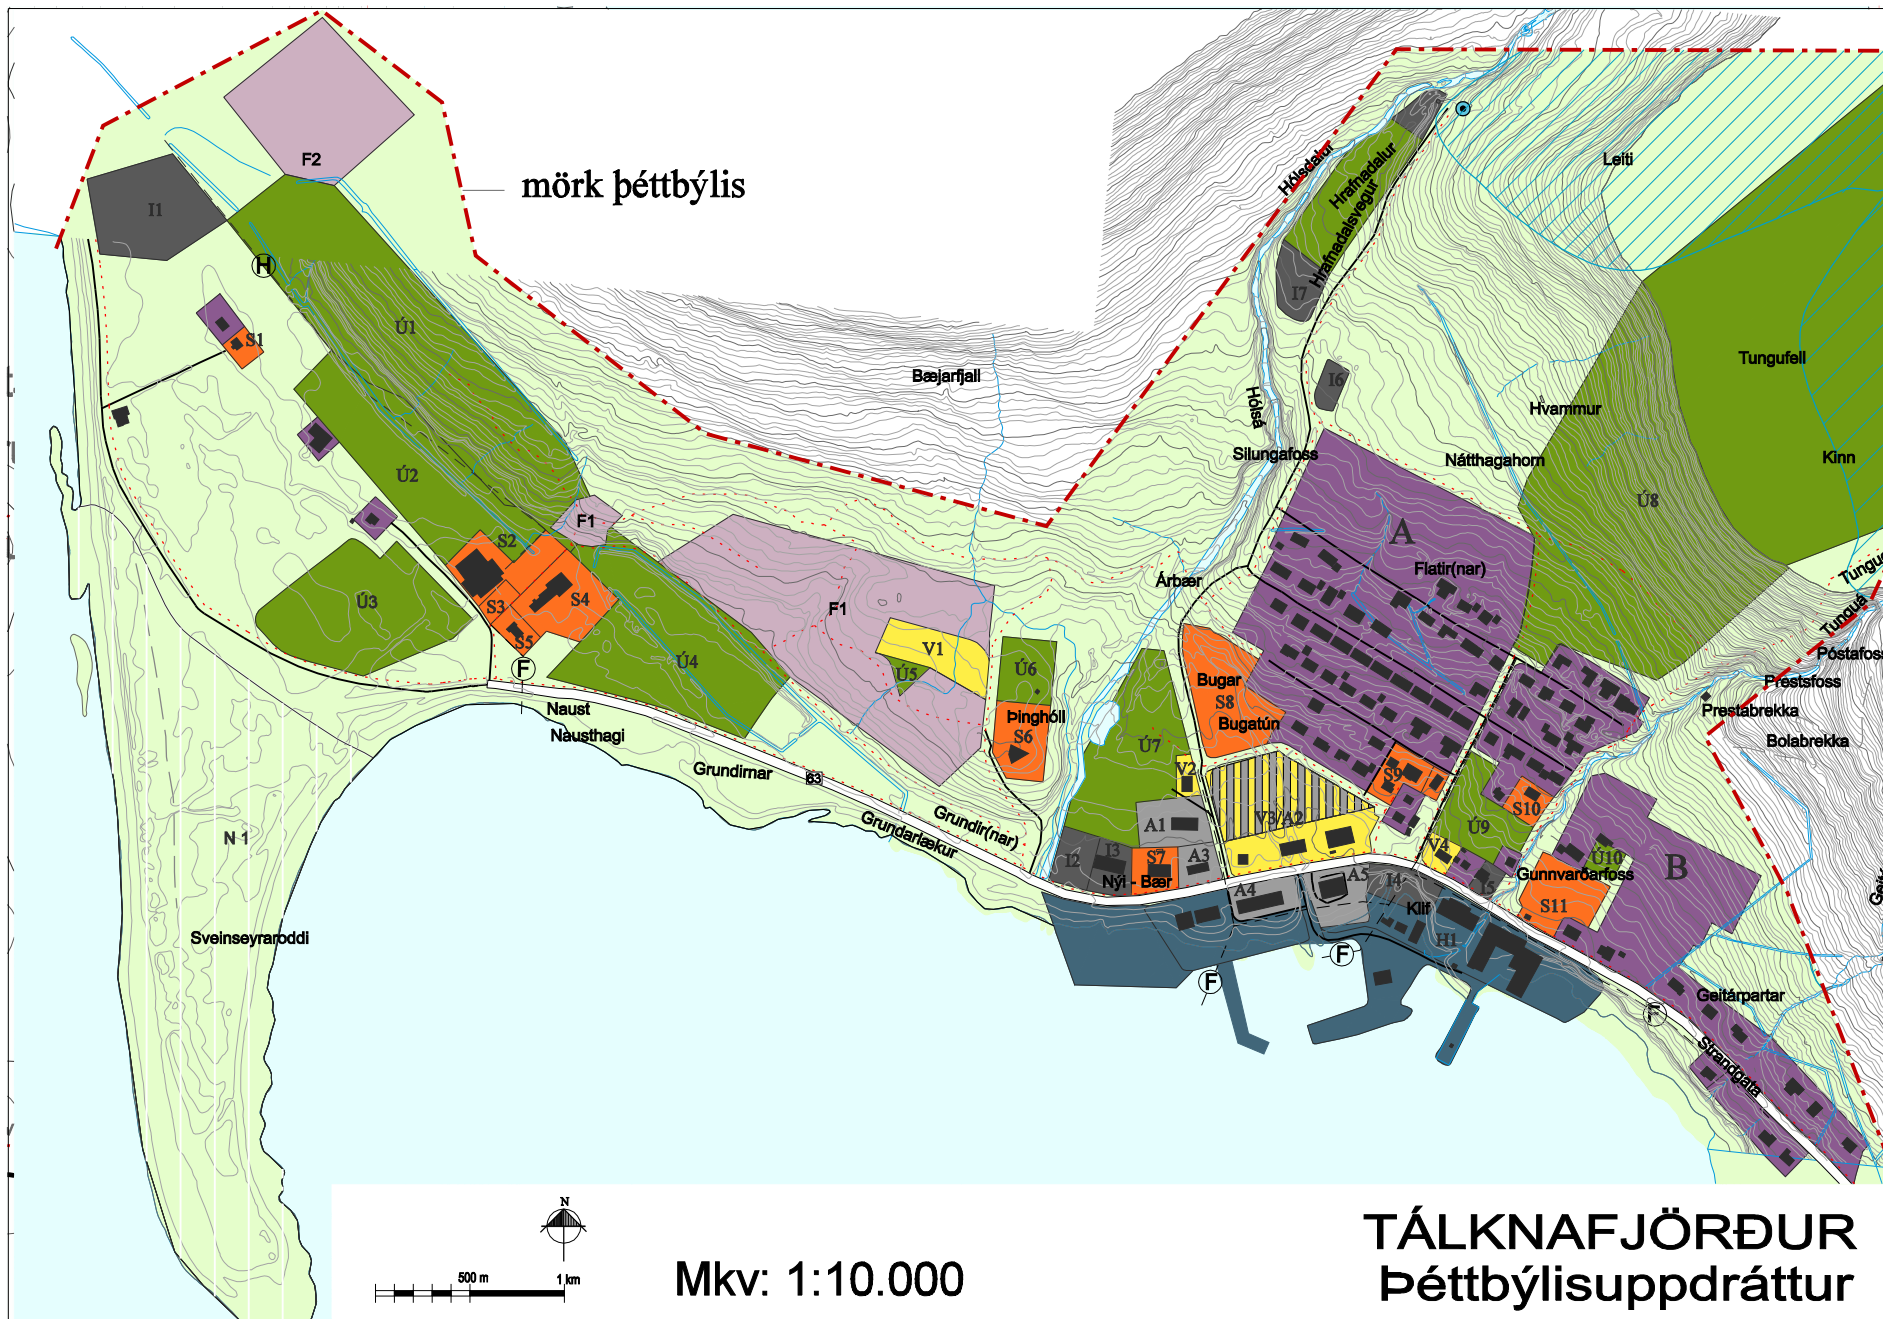 mörk þéttbýlis
F2
I1
H
Ú1
S1
Ú2
F1
S2
Ú3
S3
S4
S5
F
Ú4
F1
V1
Ú5
Ú6
Þinghóll
S6
Naust
Nausthagi
Grundirnar
63
Grundarlækur
Grundir(nar)
N 1
Sveinseyraroddi
Bæjarfjall
Hólsdalur
Hrafnadalur
Hrafnadalsvegur
I7
I6
Hólsá
Silungafoss
Árbær
Leiti
Tungufell
Hvammur
Kinn
Nátthagahorn
Ú8
A
Flatir(nar)
Tunguá
Póstafoss
Prestsfoss
Prestabrekka
Bolabrekka
Bugar
S8
Bugatún
Ú7
V2
A1
V3/A2
I2
I3
S7
A3
Nýi - Bær
A4
A5
I4
Klif
H1
F
F
S9
V4
Ú9
S10
I5
Ú10
Gunnvarðarfoss
B
S11
Geitárpartar
F
Strandgata
N
500 m
1 km
Mkv: 1:10.000
TÁLKNAFJÖRÐUR
Þéttbýlisuppdráttur